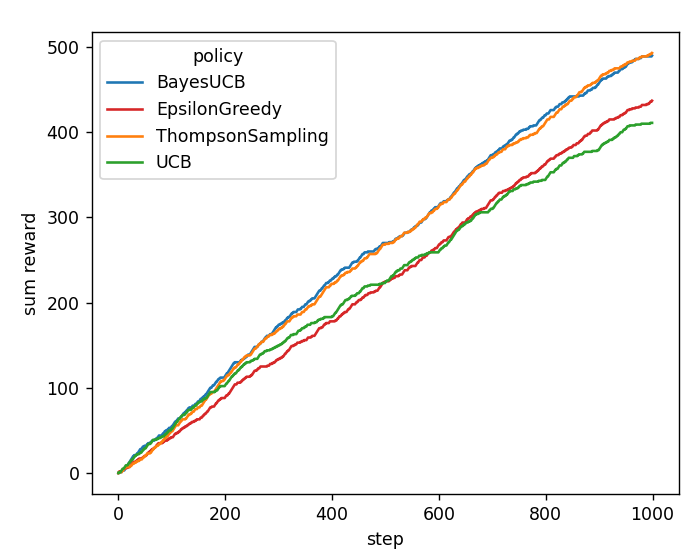 500
400
300
200
100
0
sum reward
policy
BayesUCB
EpsilonGreedy
ThompsonSampling
UCB
0 200 400 600 800 1000
step